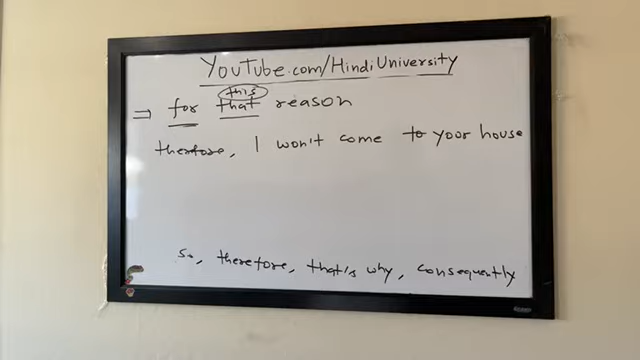 YouTube.com/HindiUniversity
this
⇒ for that reason
therefore, I won't come to your house
so, therefore, that's why, consequently